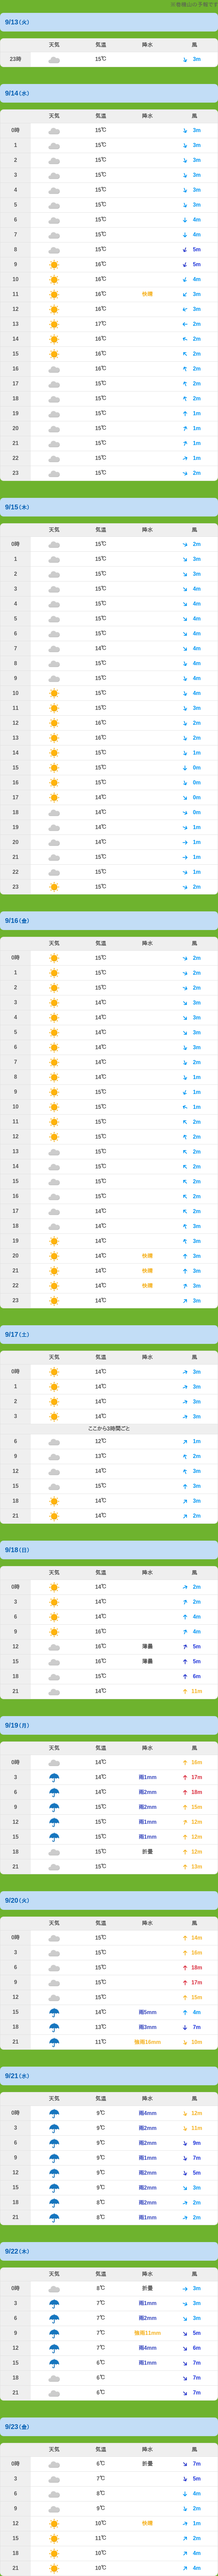 9/13(火)
天気 気温 降水 風
23時 15℃ 3m
9/14(水)
天気 気温 降水 風
0時 15℃ 3m
1 15℃ 3m
2 15℃ 3m
3 15℃ 3m
4 15℃ 3m
5 15℃ 3m
6 15℃ 4m
7 15℃ 4m
8 15℃ 5m
9 16℃ 5m
10 16℃ 4m
11 16℃ 快晴 3m
12 16℃ 3m
13 17℃ 2m
14 16℃ 2m
15 16℃ 2m
16 16℃ 2m
17 15℃ 2m
18 15℃ 2m
19 15℃ 1m
20 15℃ 1m
21 15℃ 1m
22 15℃ 1m
23 15℃ 2m
9/15(木)
天気 気温 降水 風
0時 15℃ 2m
1 15℃ 3m
2 15℃ 3m
3 15℃ 4m
4 15℃ 4m
5 15℃ 4m
6 15℃ 4m
7 14℃ 4m
8 15℃ 4m
9 15℃ 4m
10 15℃ 4m
11 15℃ 3m
12 16℃ 2m
13 16℃ 2m
14 15℃ 1m
15 15℃ 0m
16 15℃ 0m
17 14℃ 0m
18 14℃ 0m
19 14℃ 1m
20 14℃ 1m
21 15℃ 1m
22 15℃ 1m
23 15℃ 2m
9/16(金)
天気 気温 降水 風
0時 15℃ 2m
1 15℃ 2m
2 15℃ 2m
3 14℃ 3m
4 14℃ 3m
5 14℃ 3m
6 14℃ 3m
7 14℃ 2m
8 14℃ 1m
9 15℃ 1m
10 15℃ 1m
11 15℃ 2m
12 15℃ 2m
13 15℃ 2m
14 15℃ 2m
15 15℃ 2m
16 15℃ 2m
17 14℃ 2m
18 14℃ 3m
19 14℃ 3m
20 14℃ 快晴 3m
21 14℃ 快晴 3m
22 14℃ 快晴 3m
23 14℃ 3m
9/17(土)
天気 気温 降水 風
0時 14℃ 3m
1 14℃ 3m
2 14℃ 3m
3 14℃ 3m
ここから3時間ごと
6 12℃ 1m
9 13℃ 2m
12 14℃ 3m
15 15℃ 3m
18 14℃ 3m
21 14℃ 2m
9/18(日)
天気 気温 降水 風
0時 14℃ 2m
3 14℃ 2m
6 14℃ 4m
9 16℃ 4m
12 16℃ 薄曇 5m
15 16℃ 薄曇 5m
18 15℃ 6m
21 14℃ 11m
9/19(月)
天気 気温 降水 風
0時 14℃ 16m
3 14℃ 雨1mm 17m
6 14℃ 雨2mm 18m
9 14℃ 雨2mm 15m
12 15℃ 雨1mm 12m
15 15℃ 雨1mm 12m
18 15℃ 折曇 12m
21 15℃ 13m
9/20(火)
天気 気温 降水 風
0時 15℃ 14m
3 15℃ 16m
6 15℃ 18m
9 15℃ 17m
12 15℃ 15m
15 14℃ 雨5mm 4m
18 13℃ 雨3mm 7m
21 11℃ 強雨16mm 10m
9/21(水)
天気 気温 降水 風
0時 9℃ 雨4mm 12m
3 9℃ 雨2mm 11m
6 9℃ 雨2mm 9m
9 9℃ 雨1mm 7m
12 9℃ 雨2mm 5m
15 9℃ 雨2mm 3m
18 8℃ 雨2mm 2m
21 8℃ 雨1mm 2m
9/22(木)
天気 気温 降水 風
0時 8℃ 折曇 3m
3 7℃ 雨1mm 3m
6 7℃ 雨2mm 3m
9 7℃ 強雨11mm 5m
12 7℃ 雨4mm 6m
15 6℃ 雨1mm 7m
18 6℃ 7m
21 6℃ 7m
9/23(金)
天気 気温 降水 風
0時 6℃ 折曇 7m
3 7℃ 5m
6 8℃ 4m
9 9℃ 2m
12 10℃ 快晴 1m
15 11℃ 2m
18 10℃ 4m
21 10℃ 4m